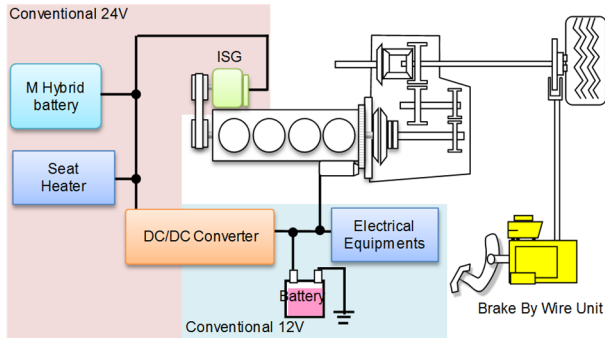 Conventional 24V
ISG
M Hybrid
battery
Seat
Heater
DC/DC Converter
Electrical
Equipments
Battery
Conventional 12V
Brake By Wire Unit